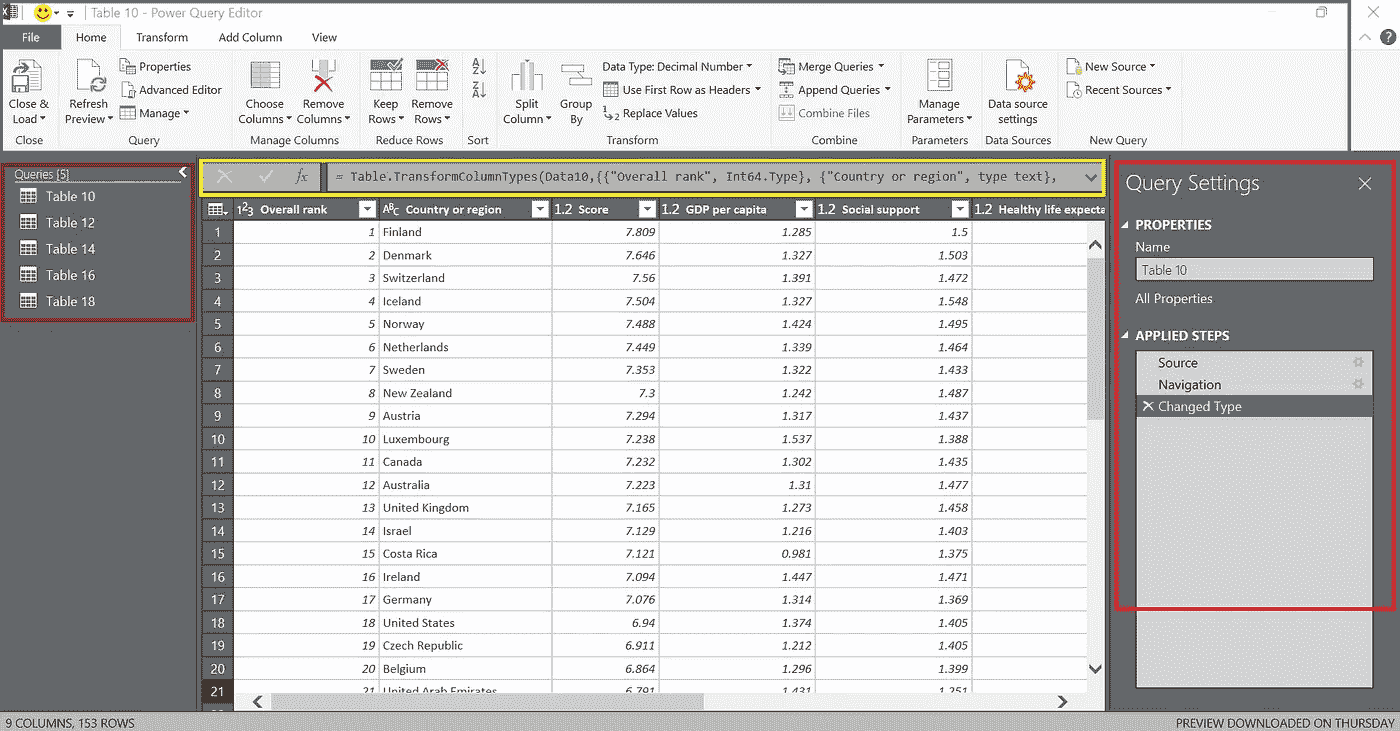 Table 10 - Power Query Editor
File Home Transform Add Column View ?
Close & Load
Close
Refresh Preview
Properties
Advanced Editor
Manage
Query
Choose Columns
Remove Columns
Manage Columns
Keep Rows
Remove Rows
Reduce Rows
Sort
Split Column
Group By
Data Type: Decimal Number
Use First Row as Headers
Replace Values
Transform
Merge Queries
Append Queries
Combine Files
Combine
Manage Parameters
Parameters
Data source settings
Data Sources
New Source
Recent Sources
New Query
Queries [5]
Table 10
Table 12
Table 14
Table 16
Table 18
fx = Table.TransformColumnTypes(Data10,{{"Overall rank", Int64.Type}, {"Country or region", type text},
123 Overall rank ABC Country or region 1.2 Score 1.2 GDP per capita 1.2 Social support 1.2 Healthy life expecta
1 1 Finland 7.809 1.285 1.5
2 2 Denmark 7.646 1.327 1.503
3 3 Switzerland 7.56 1.391 1.472
4 4 Iceland 7.504 1.327 1.548
5 5 Norway 7.488 1.424 1.495
6 6 Netherlands 7.449 1.339 1.464
7 7 Sweden 7.353 1.322 1.433
8 8 New Zealand 7.3 1.242 1.487
9 9 Austria 7.294 1.317 1.437
10 10 Luxembourg 7.238 1.537 1.388
11 11 Canada 7.232 1.302 1.435
12 12 Australia 7.223 1.31 1.477
13 13 United Kingdom 7.165 1.273 1.458
14 14 Israel 7.129 1.216 1.403
15 15 Costa Rica 7.121 0.981 1.375
16 16 Ireland 7.094 1.447 1.471
17 17 Germany 7.076 1.314 1.369
18 18 United States 6.94 1.374 1.405
19 19 Czech Republic 6.911 1.212 1.405
20 20 Belgium 6.864 1.296 1.399
21 21 United Arab Emirates 6.791 1.431 1.251
Query Settings
PROPERTIES
Name
Table 10
All Properties
APPLIED STEPS
Source
Navigation
Changed Type
9 COLUMNS, 153 ROWS
PREVIEW DOWNLOADED ON THURSDAY